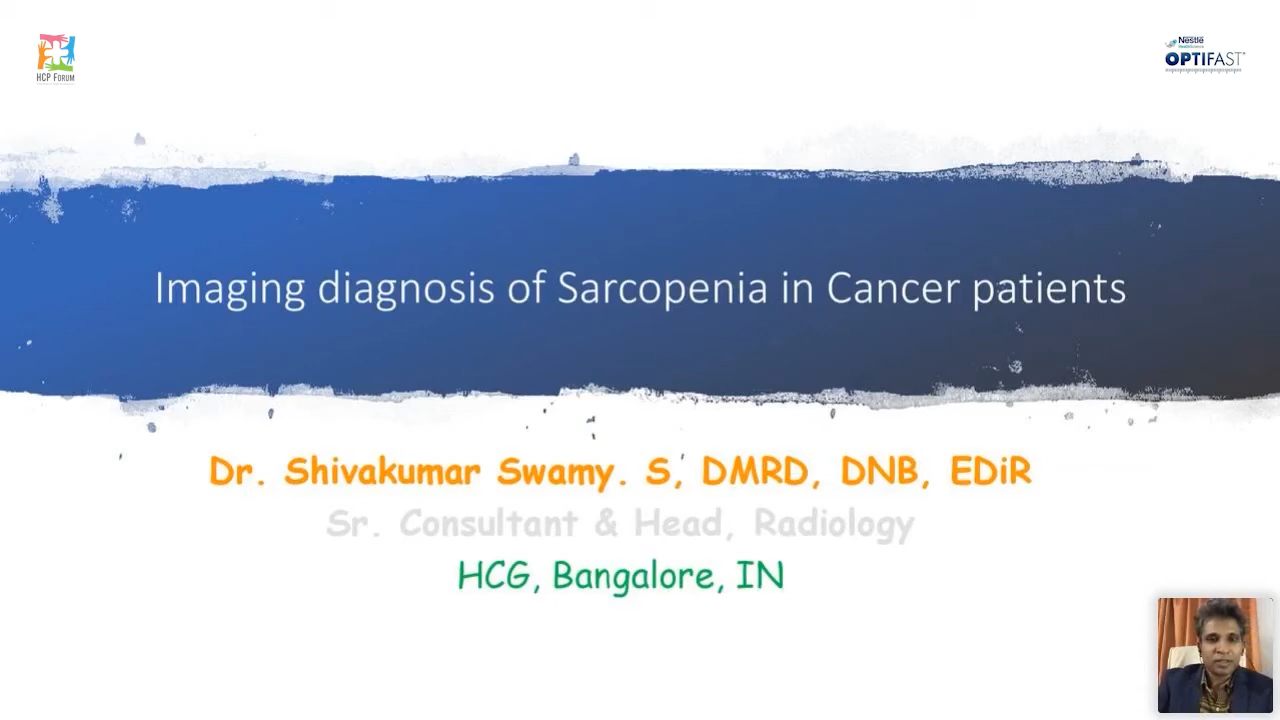 HCP FORUM
Nestlé
HealthScience
OPTIFAST
Imaging diagnosis of Sarcopenia in Cancer patients
Dr. Shivakumar Swamy. S, DMRD, DNB, EDiR
Sr. Consultant & Head, Radiology
HCG, Bangalore, IN